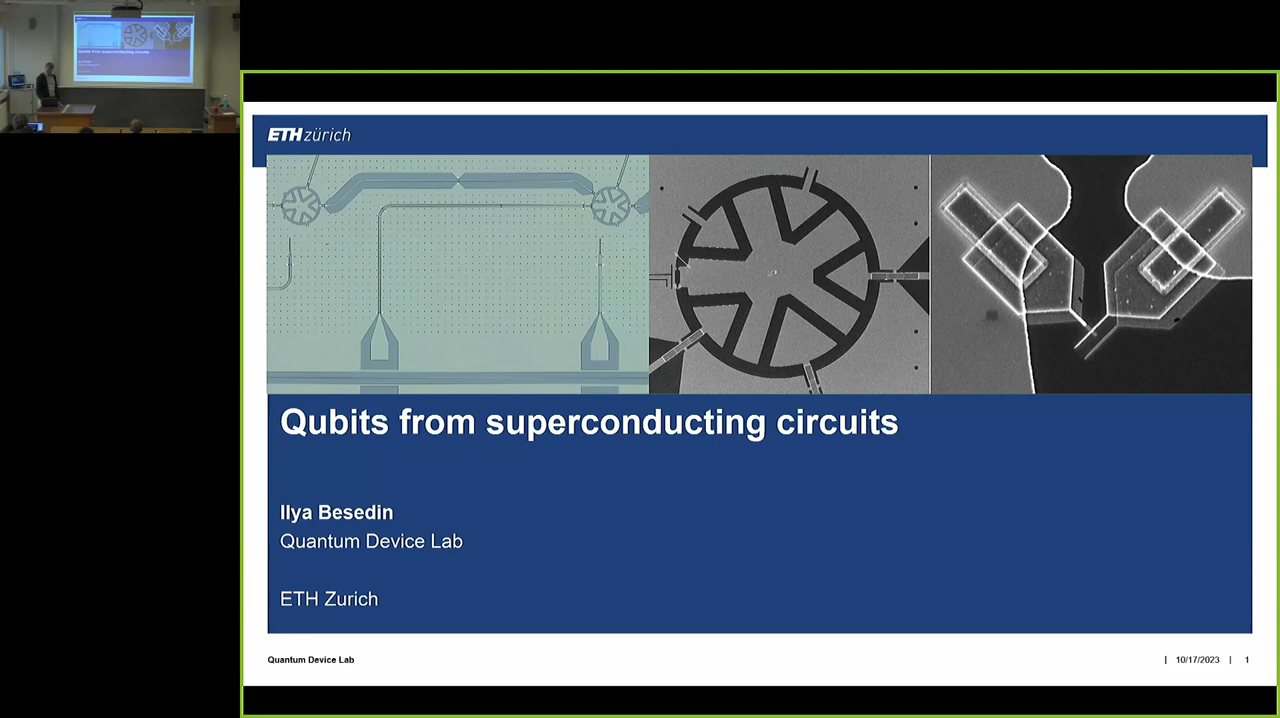 ETH zürich
Qubits from superconducting circuits
Ilya Besedin
Quantum Device Lab
ETH Zurich
Quantum Device Lab
| 10/17/2023 | 1